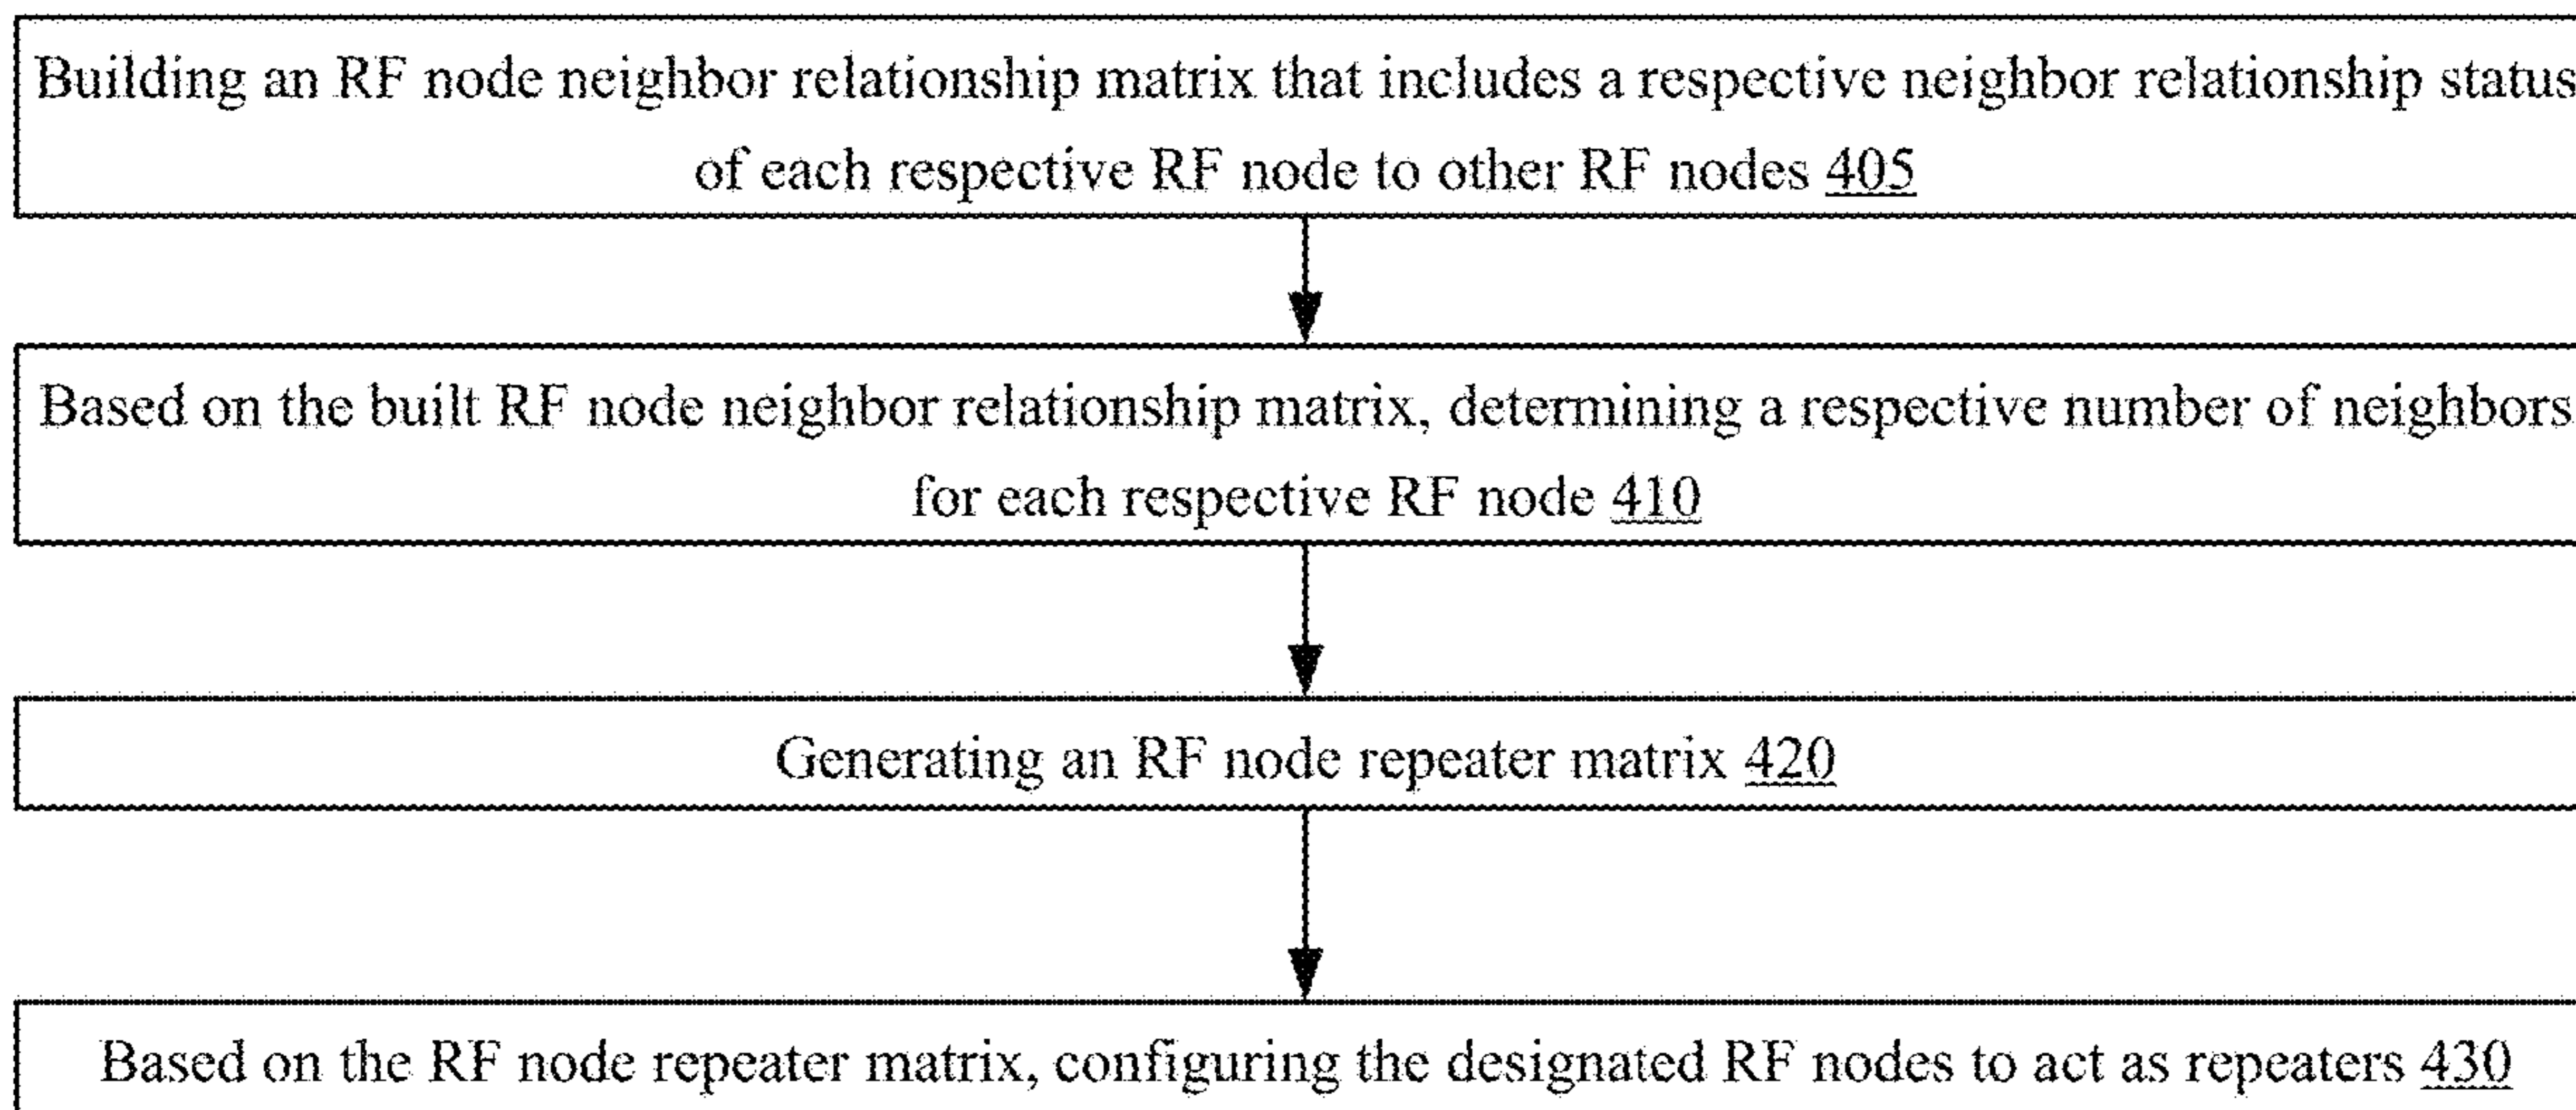 Building an RF node neighbor relationship matrix that includes a respective neighbor relationship status
of each respective RF node to other RF nodes 405
Based on the built RF node neighbor relationship matrix, determining a respective number of neighbors
for each respective RF node 410
Generating an RF node repeater matrix 420
Based on the RF node repeater matrix, configuring the designated RF nodes to act as repeaters 430